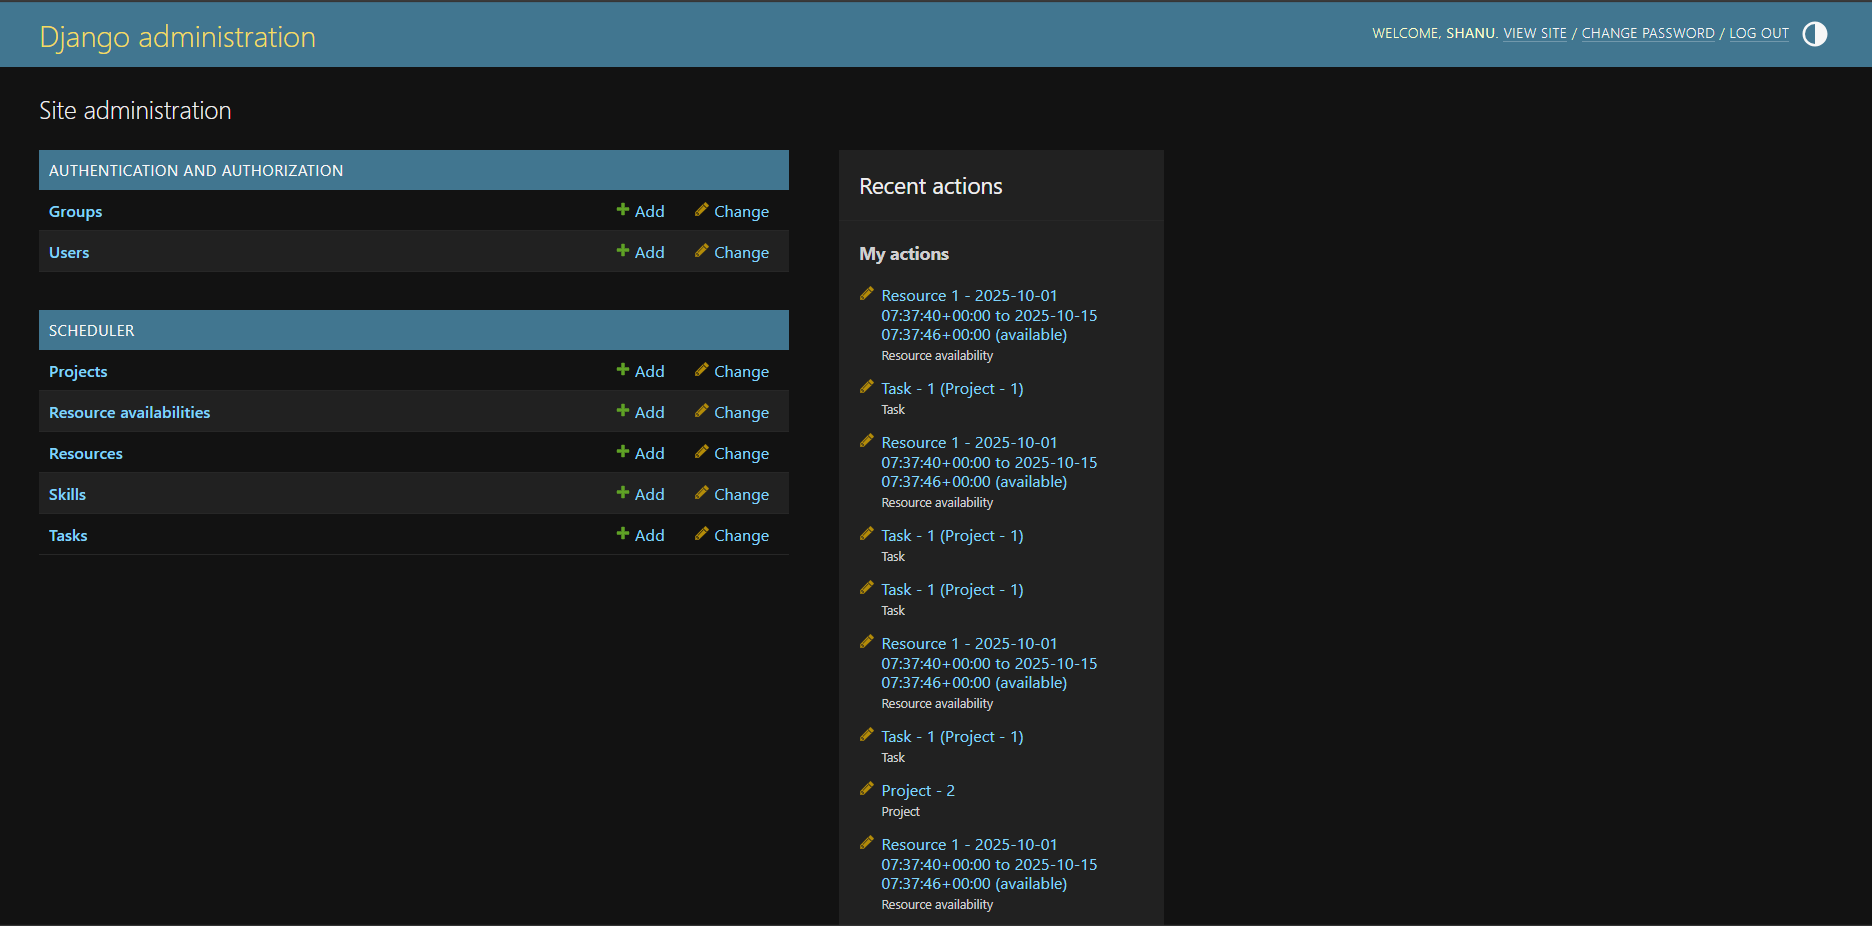 Django administration
WELCOME, SHANU. VIEW SITE / CHANGE PASSWORD / LOG OUT
Site administration
AUTHENTICATION AND AUTHORIZATION
Groups Add Change
Users Add Change
SCHEDULER
Projects Add Change
Resource availabilities Add Change
Resources Add Change
Skills Add Change
Tasks Add Change
Recent actions
My actions
Resource 1 - 2025-10-01
07:37:40+00:00 to 2025-10-15
07:37:46+00:00 (available)
Resource availability
Task - 1 (Project - 1)
Task
Resource 1 - 2025-10-01
07:37:40+00:00 to 2025-10-15
07:37:46+00:00 (available)
Resource availability
Task - 1 (Project - 1)
Task
Task - 1 (Project - 1)
Task
Resource 1 - 2025-10-01
07:37:40+00:00 to 2025-10-15
07:37:46+00:00 (available)
Resource availability
Task - 1 (Project - 1)
Task
Project - 2
Project
Resource 1 - 2025-10-01
07:37:40+00:00 to 2025-10-15
07:37:46+00:00 (available)
Resource availability